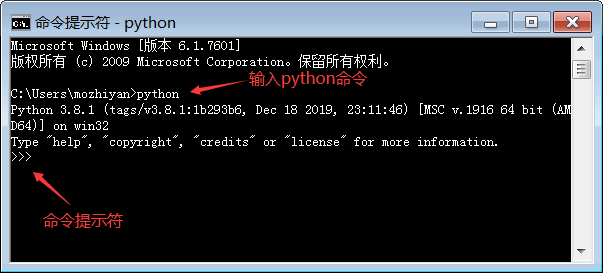 命令提示符 - python
Microsoft Windows [版本 6.1.7601]
版权所有 (c) 2009 Microsoft Corporation。保留所有权利。
输入python命令
C:\Users\mozhiyan>python
Python 3.8.1 (tags/v3.8.1:1b293b6, Dec 18 2019, 23:11:46) [MSC v.1916 64 bit (AM
D64)] on win32
Type "help", "copyright", "credits" or "license" for more information.
>>>
命令提示符